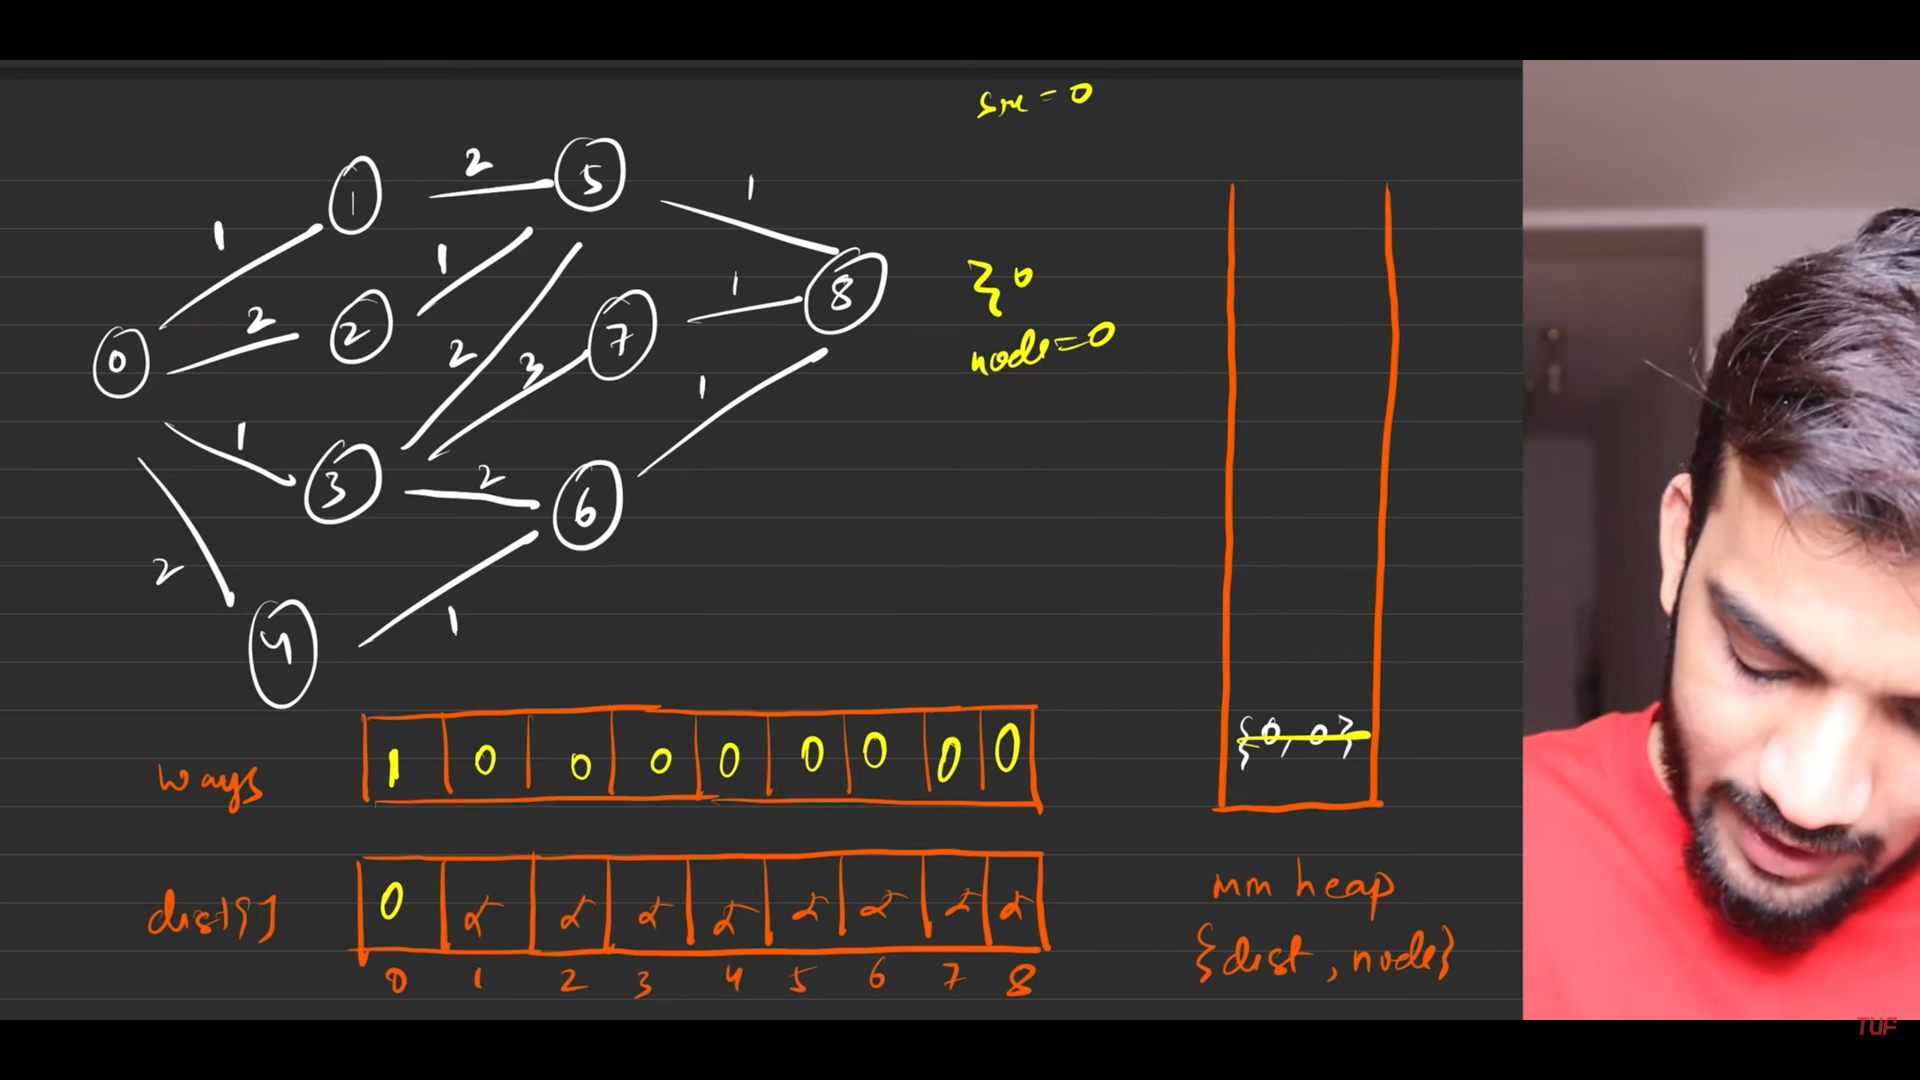 src = 0
1 2 5 1
1 1 1 8 } 0
0 2 2 2 3 7 node=0
1 1
3 2 6
2 4 1
{0, 0}
ways 1 0 0 0 0 0 0 0 0
min heap
dist[] 0 ∞ ∞ ∞ ∞ ∞ ∞ ∞ ∞
{dist, node}
0 1 2 3 4 5 6 7 8
TUF